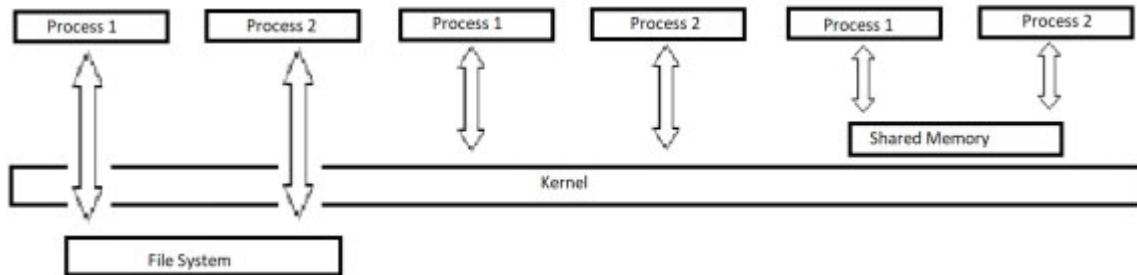 Process 1
Process 2
Process 1
Process 2
Process 1
Process 2
Shared Memory
Kernel
File System